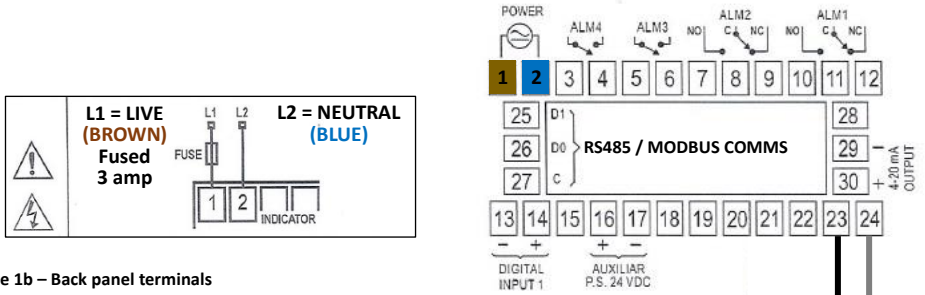 L1 = LIVE
(BROWN)
Fused
3 amp
L1 L2
FUSE
1 2
INDICATOR
L2 = NEUTRAL
(BLUE)
e 1b – Back panel terminals
POWER
ALM4 ALM3 ALM2 ALM1
NO C NC NO C NC
1 2 3 4 5 6 7 8 9 10 11 12
25 D1 28
26 D0 RS485 / MODBUS COMMS 29 –
27 C 30 +
4-20 mA
OUTPUT
13 14 15 16 17 18 19 20 21 22 23 24
– + + –
DIGITAL
INPUT 1
AUXILIAR
P.S. 24 VDC